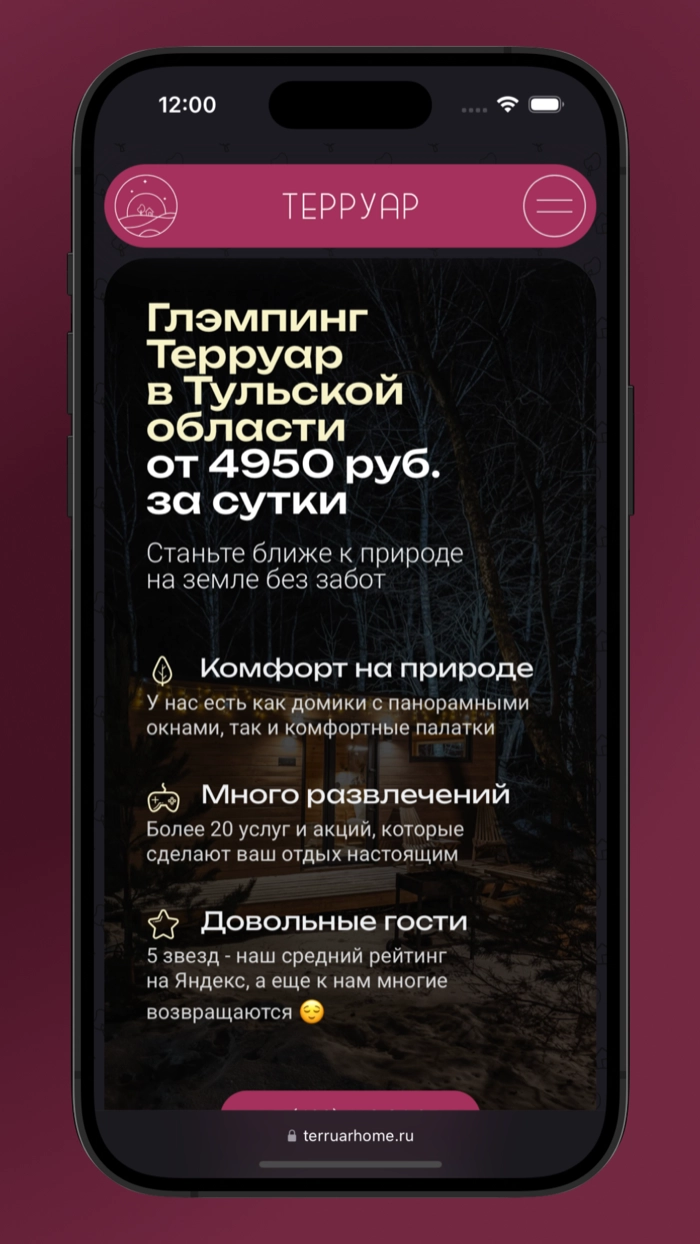 12:00
ТЕРРУАР
Глэмпинг
Терруар
в Тульской
области
от 4950 руб.
за сутки
Станьте ближе к природе
на земле без забот
Комфорт на природе
У нас есть как домики с панорамными
окнами, так и комфортные палатки
Много развлечений
Более 20 услуг и акций, которые
сделают ваш отдых настоящим
Довольные гости
5 звезд - наш средний рейтинг
на Яндекс, а еще к нам многие
возвращаются 😌
terruarhome.ru